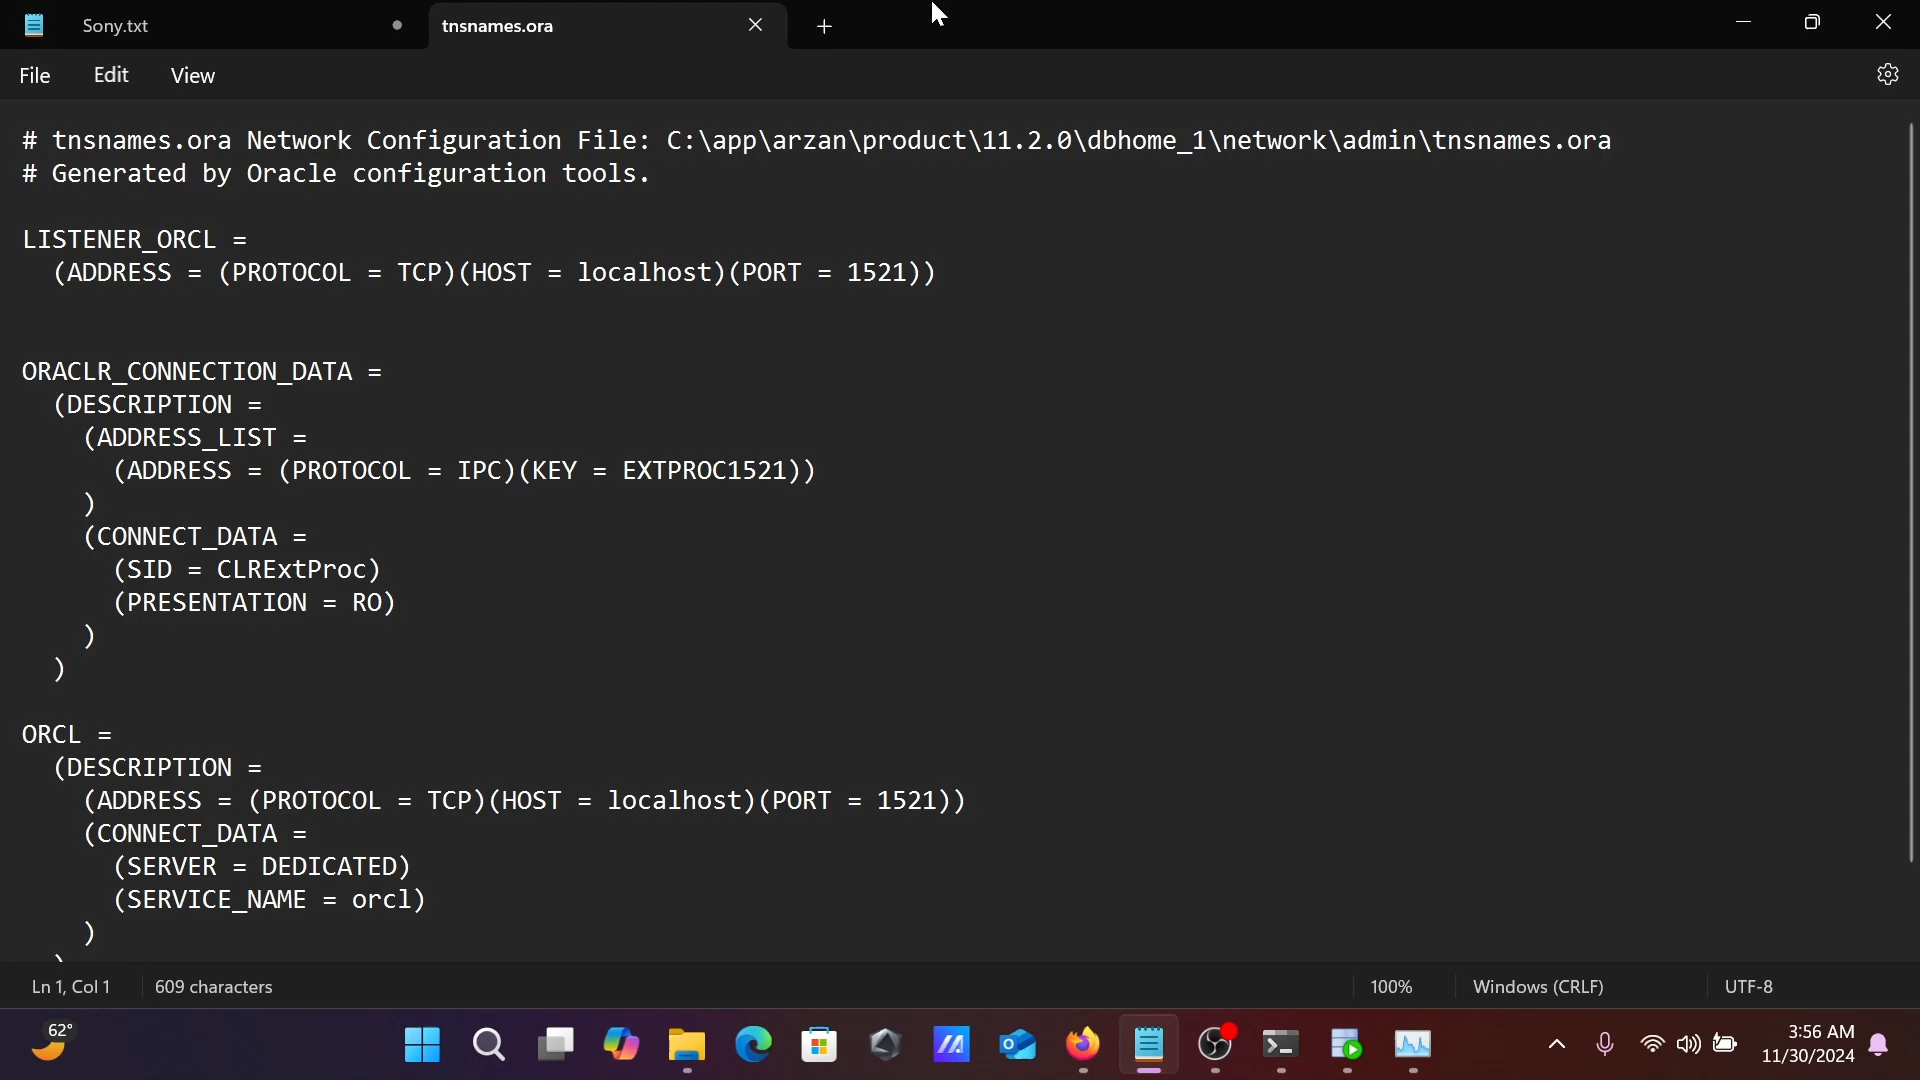 Sony.txt
tnsnames.ora
File Edit View
# tnsnames.ora Network Configuration File: C:\app\arzan\product\11.2.0\dbhome_1\network\admin\tnsnames.ora
# Generated by Oracle configuration tools.
LISTENER_ORCL =
(ADDRESS = (PROTOCOL = TCP)(HOST = localhost)(PORT = 1521))
ORACLR_CONNECTION_DATA =
(DESCRIPTION =
(ADDRESS_LIST =
(ADDRESS = (PROTOCOL = IPC)(KEY = EXTPROC1521))
)
(CONNECT_DATA =
(SID = CLRExtProc)
(PRESENTATION = RO)
)
)
ORCL =
(DESCRIPTION =
(ADDRESS = (PROTOCOL = TCP)(HOST = localhost)(PORT = 1521))
(CONNECT_DATA =
(SERVER = DEDICATED)
(SERVICE_NAME = orcl)
)
)
Ln 1, Col 1 609 characters 100% Windows (CRLF) UTF-8
62°
3:56 AM
11/30/2024